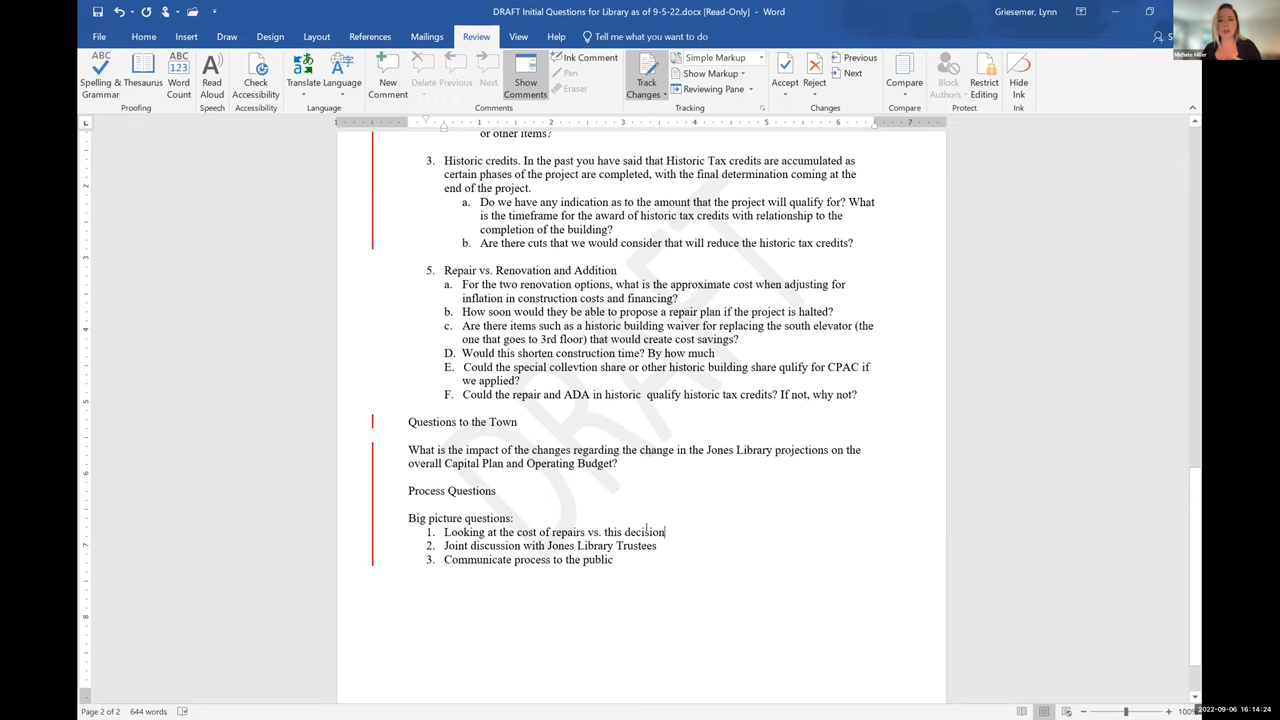 DRAFT Initial Questions for Library as of 9-5-22.docx [Read-Only] - Word
Griesemer, Lynn
Michele Miller
File Home Insert Draw Design Layout References Mailings Review View Help Tell me what you want to do S
Spelling & Grammar
Thesaurus
Word Count
Read Aloud
Check Accessibility
Translate
Language
New Comment
Delete
Previous
Next
Show Comments
Ink Comment
Pen
Eraser
Track Changes
Simple Markup
Show Markup
Reviewing Pane
Accept
Reject
Previous
Next
Compare
Block Authors
Restrict Editing
Hide Ink
Proofing Speech Accessibility Language Comments Tracking Changes Compare Protect Ink
1 1 2 3 4 5 6 7
or other items?
3. Historic credits. In the past you have said that Historic Tax credits are accumulated as
certain phases of the project are completed, with the final determination coming at the
end of the project.
a. Do we have any indication as to the amount that the project will qualify for? What
is the timeframe for the award of historic tax credits with relationship to the
completion of the building?
b. Are there cuts that we would consider that will reduce the historic tax credits?
5. Repair vs. Renovation and Addition
a. For the two renovation options, what is the approximate cost when adjusting for
inflation in construction costs and financing?
b. How soon would they be able to propose a repair plan if the project is halted?
c. Are there items such as a historic building waiver for replacing the south elevator (the
one that goes to 3rd floor) that would create cost savings?
D. Would this shorten construction time? By how much
E. Could the special collevtion share or other historic building share qulify for CPAC if
we applied?
F. Could the repair and ADA in historic qualify historic tax credits? If not, why not?
Questions to the Town
What is the impact of the changes regarding the change in the Jones Library projections on the
overall Capital Plan and Operating Budget?
Process Questions
Big picture questions:
1. Looking at the cost of repairs vs. this decision
2. Joint discussion with Jones Library Trustees
3. Communicate process to the public
DRAFT
2
3
4
5
6
7
8
Page 2 of 2 644 words
100%
2022-09-06 16:14:24